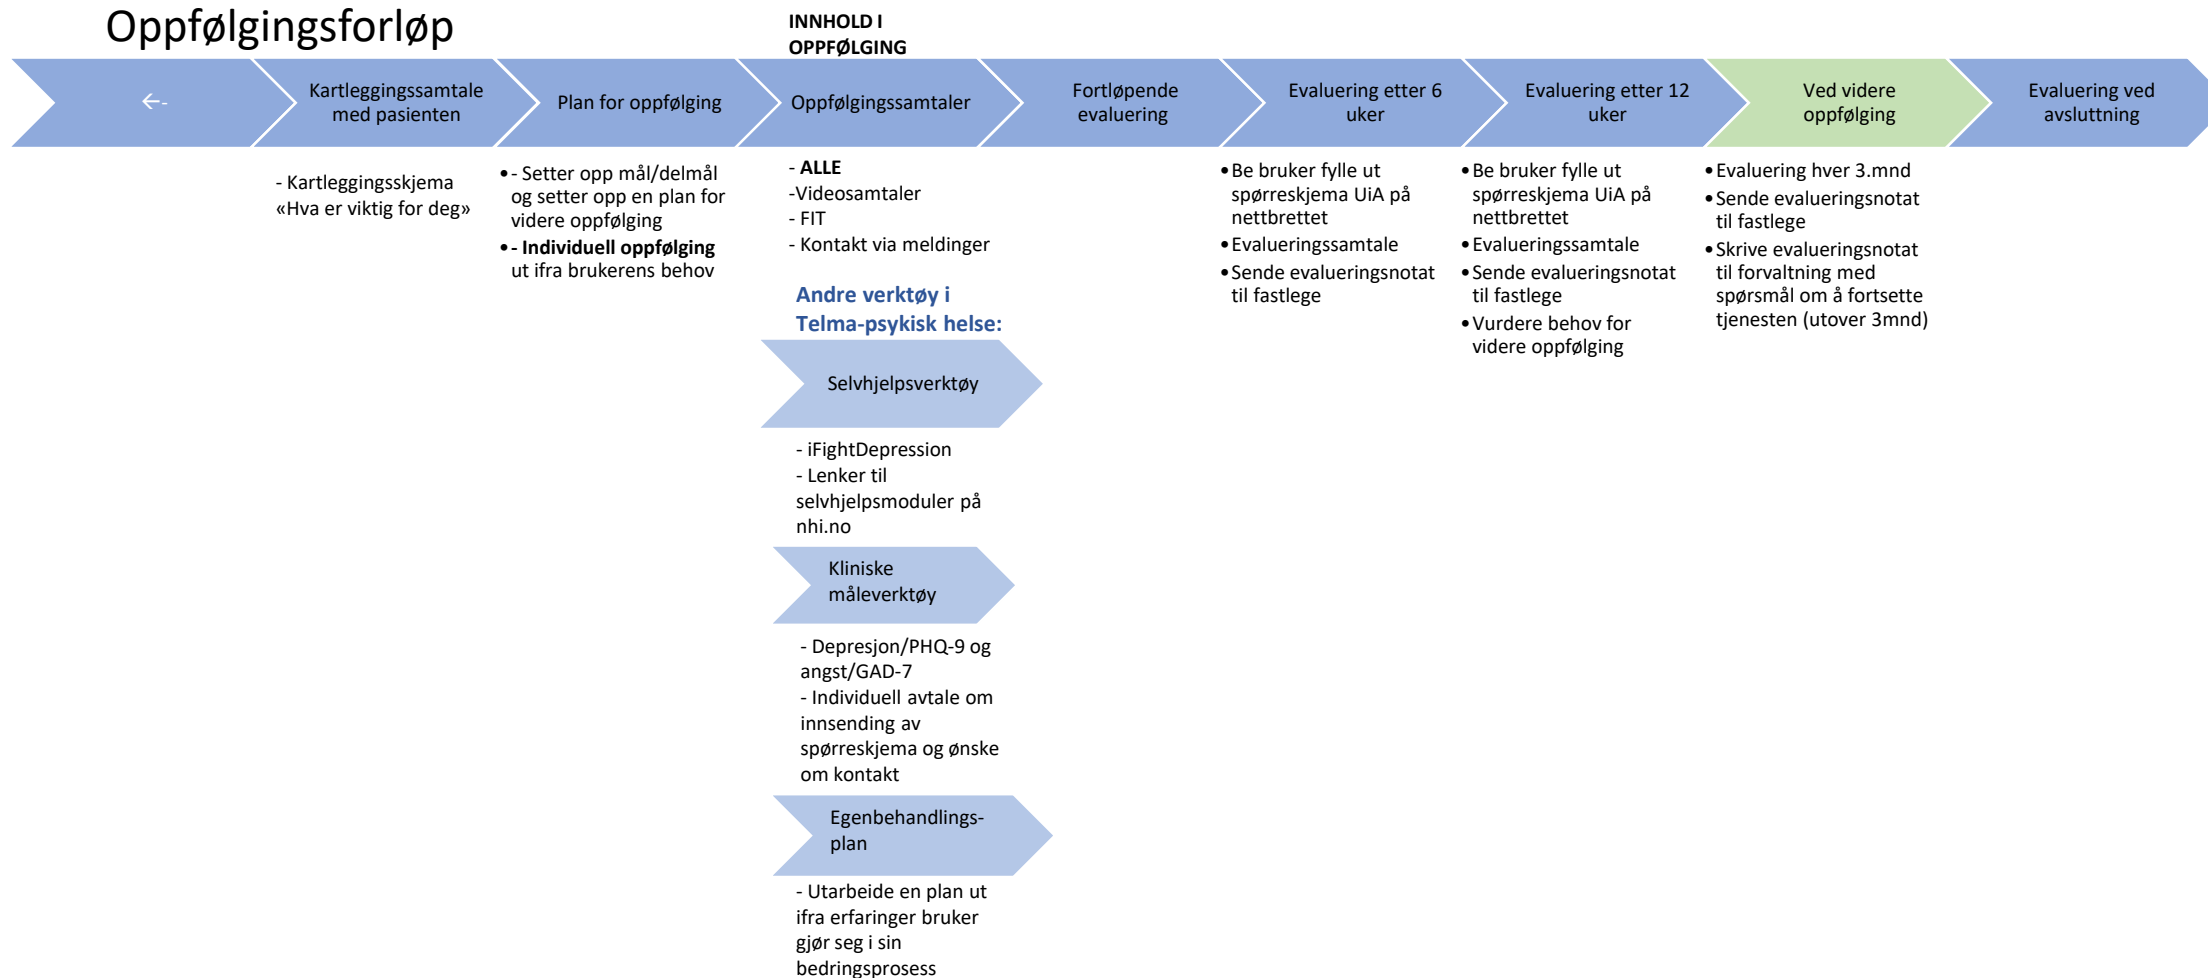 Oppfølgingsforløp
INNHOLD I
OPPFØLGING
←-
Kartleggingssamtale
med pasienten
Plan for oppfølging
Oppfølgingssamtaler
Fortløpende
evaluering
Evaluering etter 6
uker
Evaluering etter 12
uker
Ved videre
oppfølging
Evaluering ved
avsluttning
- Kartleggingsskjema
«Hva er viktig for deg»
•- Setter opp mål/delmål
og setter opp en plan for
videre oppfølging
•- Individuell oppfølging
ut ifra brukerens behov
- ALLE
-Videosamtaler
- FIT
- Kontakt via meldinger
Andre verktøy i
Telma-psykisk helse:
Selvhjelpsverktøy
- iFightDepression
- Lenker til
selvhjelpsmoduler på
nhi.no
Kliniske
måleverktøy
- Depresjon/PHQ-9 og
angst/GAD-7
- Individuell avtale om
innsending av
spørreskjema og ønske
om kontakt
Egenbehandlings-
plan
- Utarbeide en plan ut
ifra erfaringer bruker
gjør seg i sin
bedringsprosess
•Be bruker fylle ut
spørreskjema UiA på
nettbrettet
•Evalueringssamtale
•Sende evalueringsnotat
til fastlege
•Be bruker fylle ut
spørreskjema UiA på
nettbrettet
•Evalueringssamtale
•Sende evalueringsnotat
til fastlege
•Vurdere behov for
videre oppfølging
•Evaluering hver 3.mnd
•Sende evalueringsnotat
til fastlege
•Skrive evalueringsnotat
til forvaltning med
spørsmål om å fortsette
tjenesten (utover 3mnd)